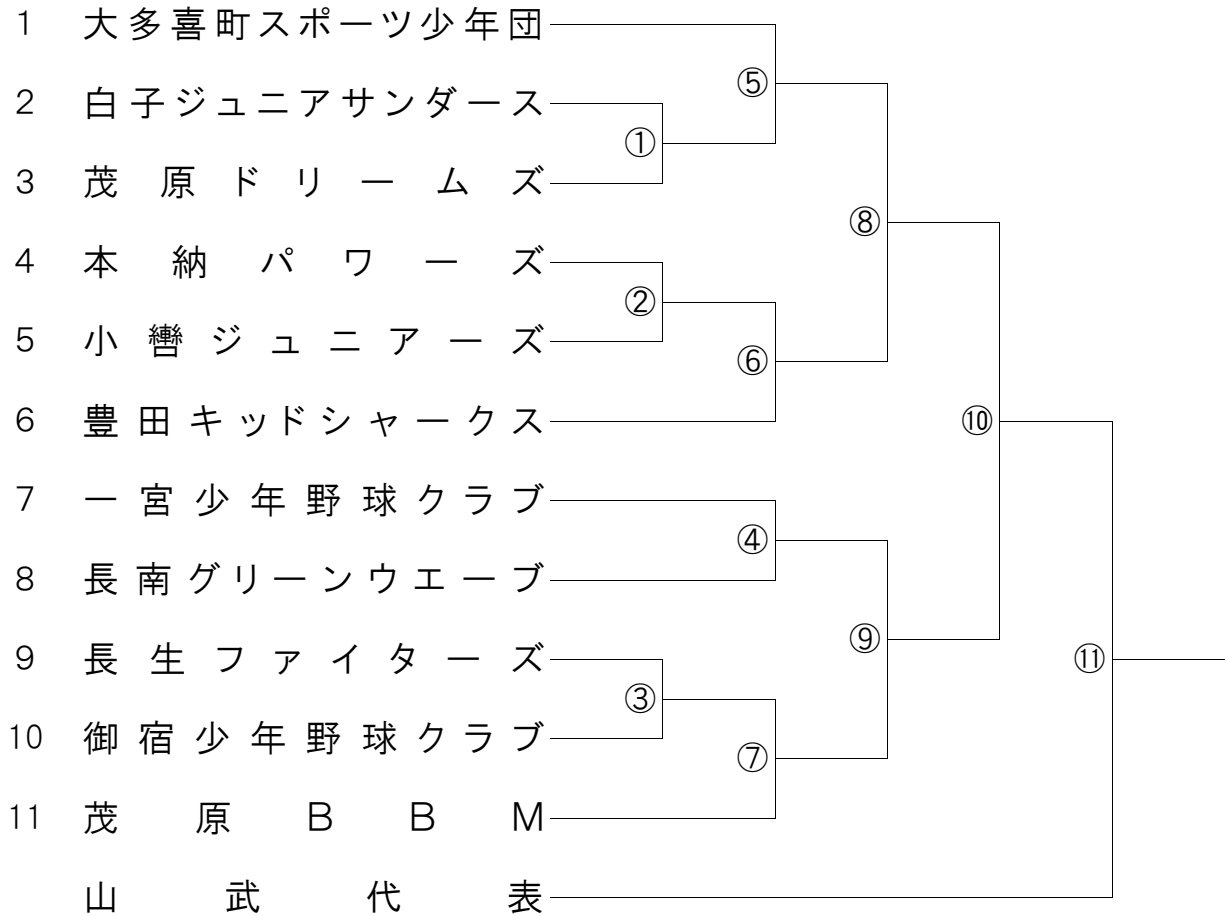 1 大多喜町スポーツ少年団
⑤
2 白子ジュニアサンダース
①
3 茂原ドリームズ
⑧
4 本納パワーズ
②
5 小轡ジュニアーズ
⑥
6 豊田キッドシャークス
⑩
7 一宮少年野球クラブ
④
8 長南グリーンウエーブ
⑨
9 長生ファイターズ
⑪
③
10 御宿少年野球クラブ
⑦
11 茂原BBM
山武代表